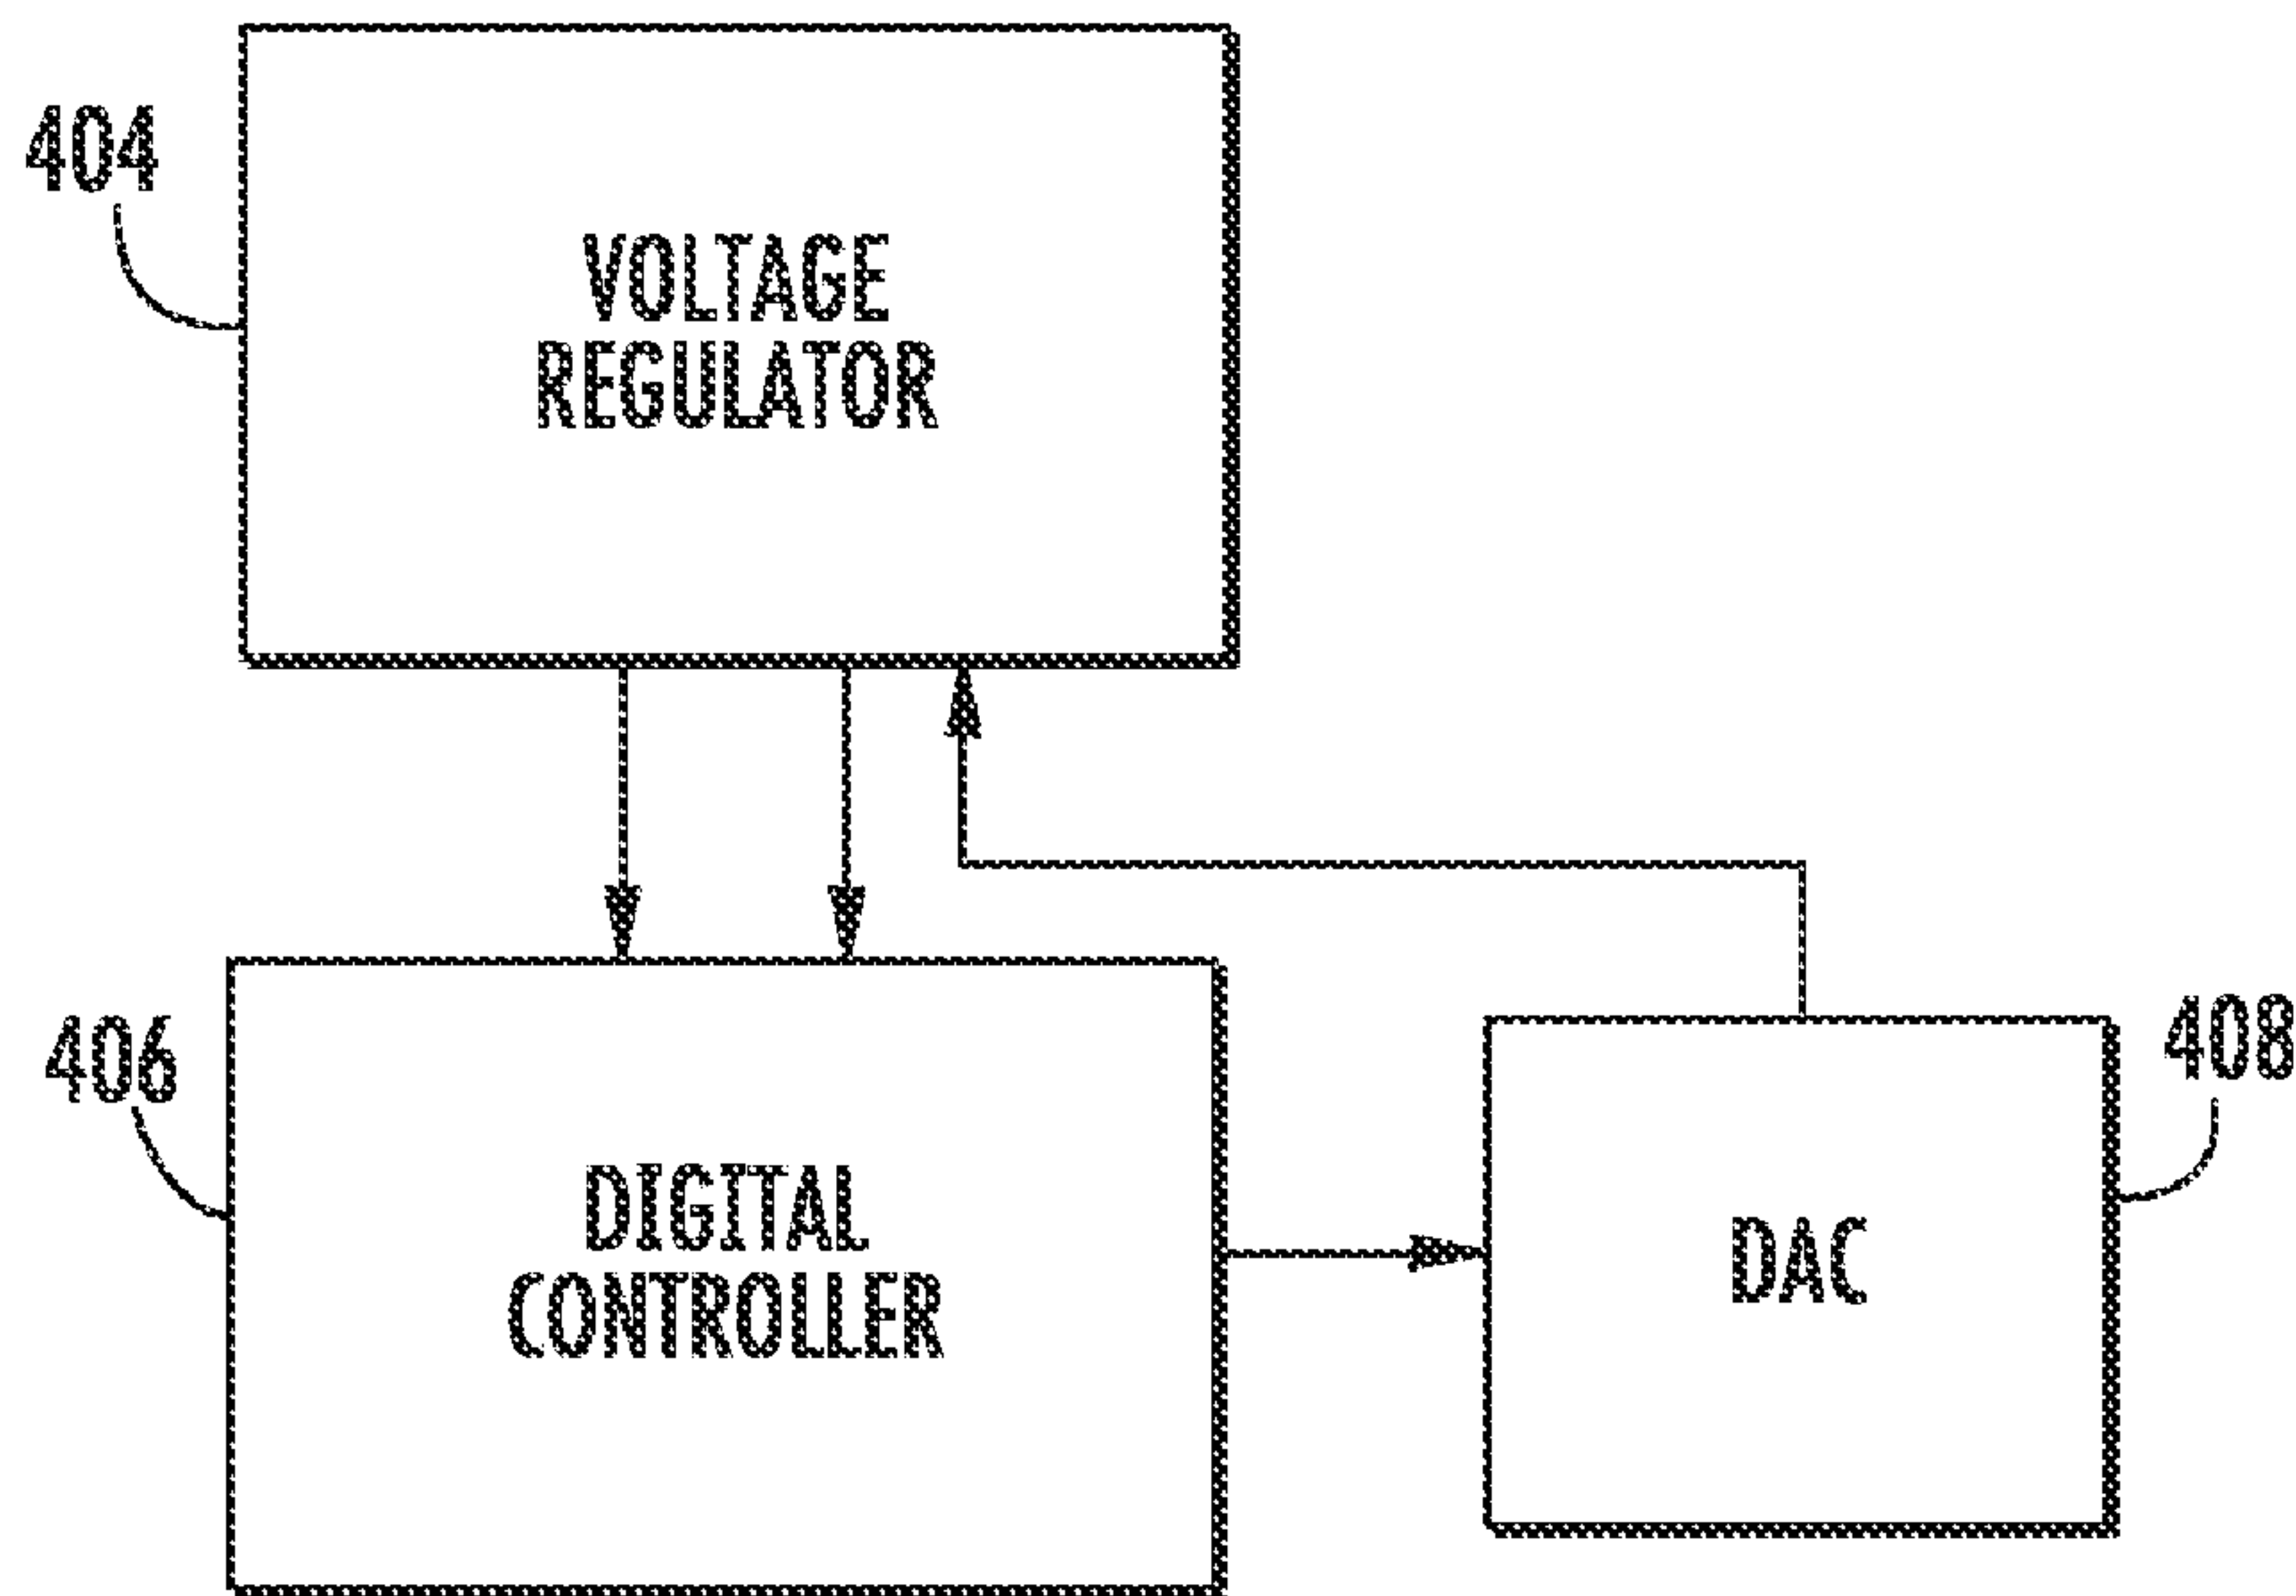 404
VOLTAGE
REGULATOR
406
408
DIGITAL
CONTROLLER
DAC